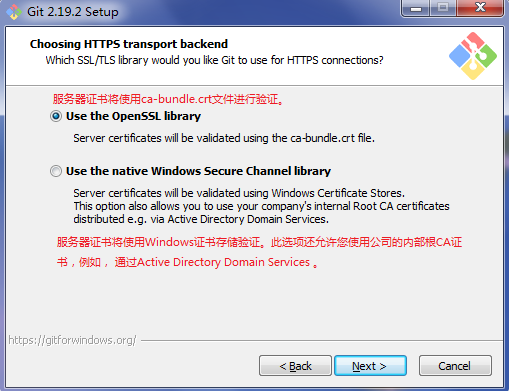 Git 2.19.2 Setup
Choosing HTTPS transport backend
Which SSL/TLS library would you like Git to use for HTTPS connections?
服务器证书将使用ca-bundle.crt文件进行验证。
Use the OpenSSL library
Server certificates will be validated using the ca-bundle.crt file.
Use the native Windows Secure Channel library
Server certificates will be validated using Windows Certificate Stores.
This option also allows you to use your company's internal Root CA certificates
distributed e.g. via Active Directory Domain Services.
服务器证书将使用Windows证书存储验证。此选项还允许您使用公司的内部根CA证
书，例如， 通过Active Directory Domain Services 。
https://gitforwindows.org/
< Back
Next >
Cancel